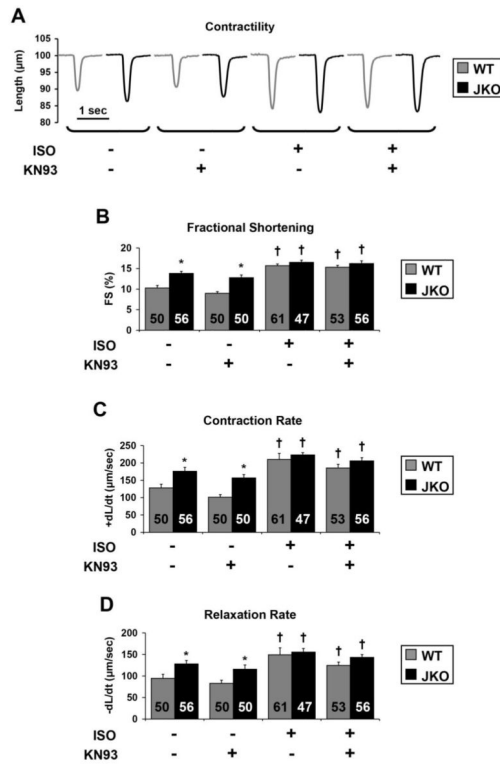 A
Contractility
Length (μm)
105
100
95
90
85
80
1 sec
WT
JKO
ISO - - + +
KN93 - + - +
B
Fractional Shortening
FS (%)
20
15
10
5
0
* * † † † †
50 56 50 50 61 47 53 56
WT
JKO
ISO - - + +
KN93 - + - +
C
Contraction Rate
+dL/dt (μm/sec)
250
200
150
100
50
0
* * † † † †
50 56 50 50 61 47 53 56
WT
JKO
ISO - - + +
KN93 - + - +
D
Relaxation Rate
-dL/dt (μm/sec)
200
150
100
50
0
* * † † † †
50 56 50 50 61 47 53 56
WT
JKO
ISO - - + +
KN93 - + - +